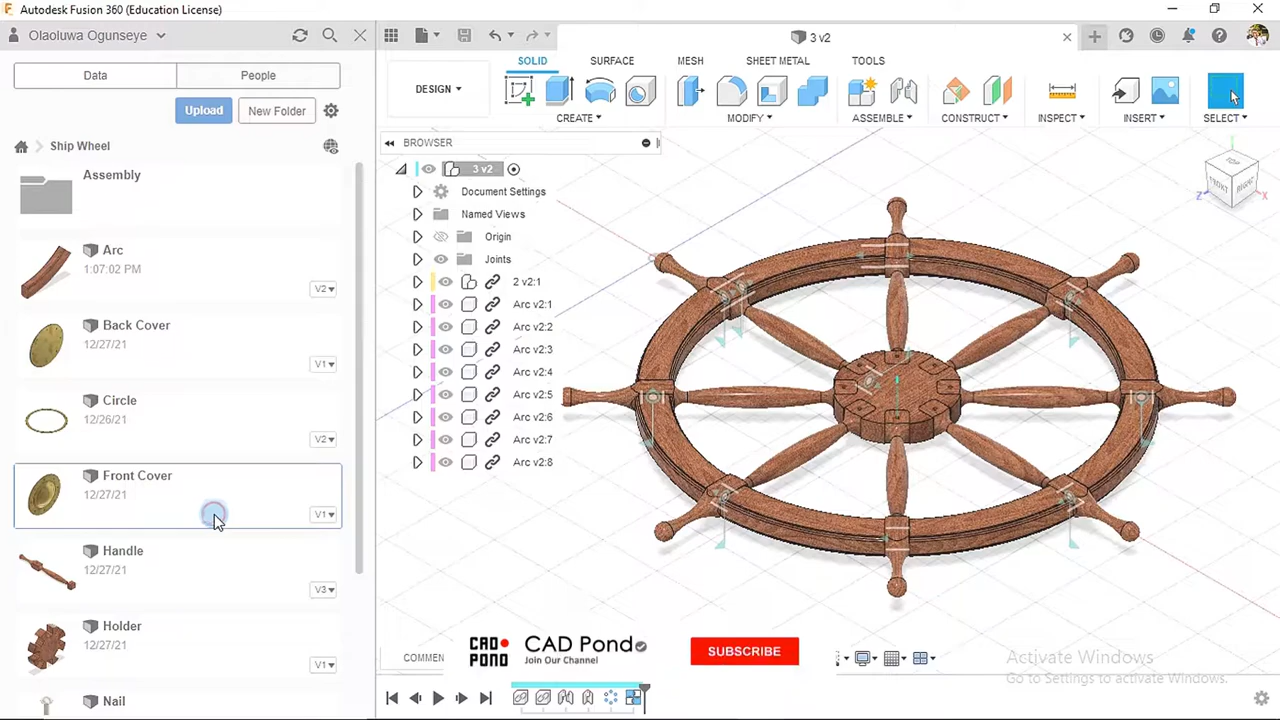 Autodesk Fusion 360 (Education License)
Olaoluwa Ogunseye
Data
People
Upload
New Folder
Ship Wheel
Assembly
Arc
1:07:02 PM
V2
Back Cover
12/27/21
V1
Circle
12/26/21
V2
Front Cover
12/27/21
V1
Handle
12/27/21
V3
Holder
12/27/21
V1
Nail
3 v2
DESIGN
SOLID
SURFACE
MESH
SHEET METAL
TOOLS
CREATE
MODIFY
ASSEMBLE
CONSTRUCT
INSPECT
INSERT
SELECT
BROWSER
3 v2
Document Settings
Named Views
Origin
Joints
2 v2:1
Arc v2:1
Arc v2:2
Arc v2:3
Arc v2:4
Arc v2:5
Arc v2:6
Arc v2:7
Arc v2:8
TOP
FRONT
RIGHT
Z
X
COMMEN
CAD
POND
CAD Pond
Join Our Channel
SUBSCRIBE
Activate Windows
Go to Settings to activate Windows.